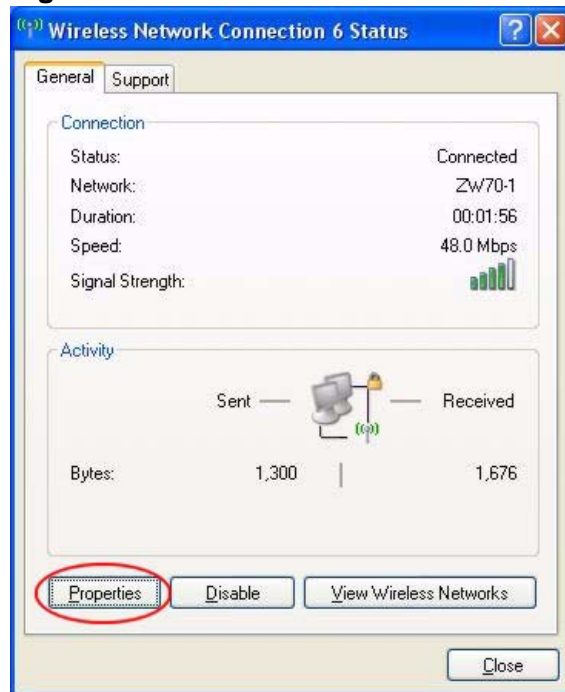 Wireless Network Connection 6 Status
General Support
Connection
Status: Connected
Network: ZW70-1
Duration: 00:01:56
Speed: 48.0 Mbps
Signal Strength:
Activity
Sent — — Received
Bytes: 1,300 | 1,676
Properties Disable View Wireless Networks
Close